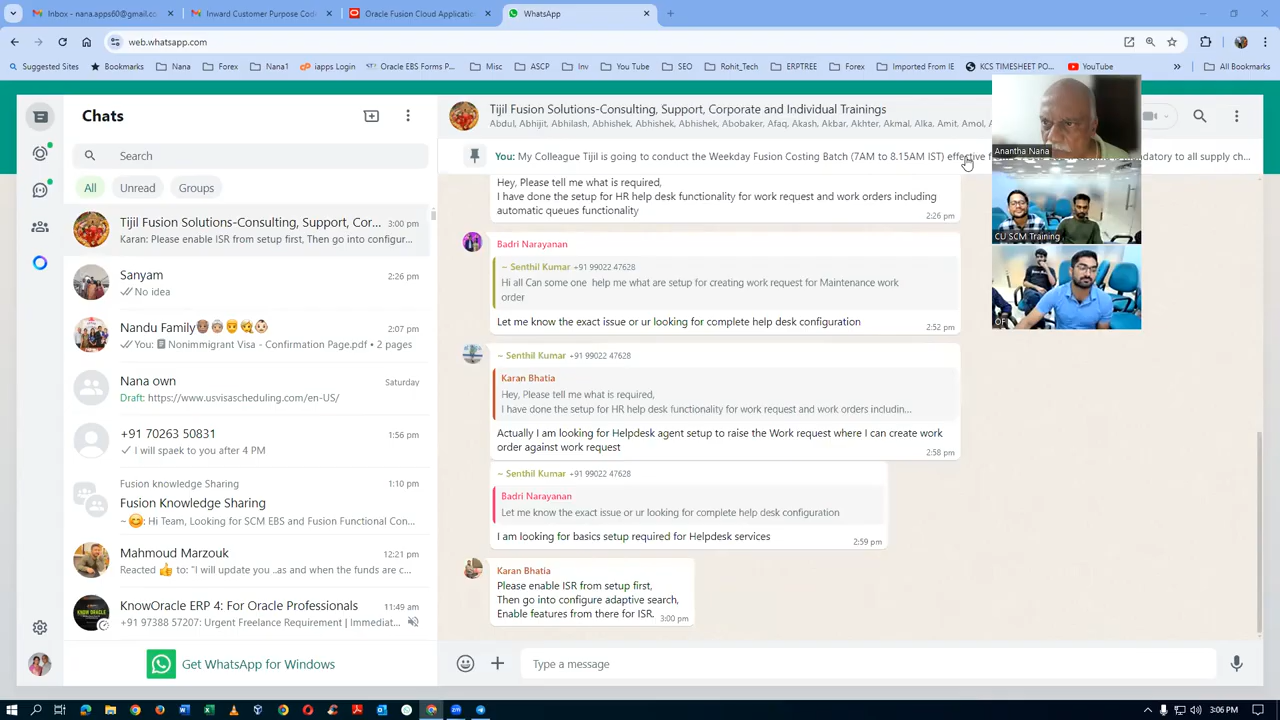 Inbox - nana.apps60@gmail.co
Inward Customer Purpose Cod
Oracle Fusion Cloud Application
WhatsApp
web.whatsapp.com
Suggested Sites
Bookmarks
Nana
Forex
Nana1
iapps Login
Oracle EBS Forms P...
Misc
ASCP
Inv
You Tube
SEO
Rohit_Tech
ERPTREE
Forex
Imported From IE
KCS TIMESHEET PO...
YouTube
All Bookmarks
Chats
Search
All
Unread
Groups
Tijil Fusion Solutions-Consulting, Support, Cor...
3:00 pm
Karan: Please enable ISR from setup first, Then go into configur...
Sanyam
2:26 pm
No idea
Nandu Family
2:07 pm
You: Nonimmigrant Visa - Confirmation Page.pdf • 2 pages
Nana own
Saturday
Draft: https://www.usvisascheduling.com/en-US/
+91 70263 50831
1:56 pm
I will spaek to you after 4 PM
Fusion knowledge Sharing
1:10 pm
Fusion Knowledge Sharing
~ 😋: Hi Team, Looking for SCM EBS and Fusion Functional Con...
Mahmoud Marzouk
12:21 pm
Reacted 👍 to: "I will update you ..as and when the funds are c...
KnowOracle ERP 4: For Oracle Professionals
11:49 am
+91 97388 57207: Urgent Freelance Requirement | Immediat...
Get WhatsApp for Windows
Tijil Fusion Solutions-Consulting, Support, Corporate and Individual Trainings
Abdul, Abhijit, Abhilash, Abhishek, Abhishek, Abhishek, Abobaker, Afaq, Akash, Akbar, Akhter, Akmal, Alka, Amit, Amol, A
You: My Colleague Tijil is going to conduct the Weekday Fusion Costing Batch (7AM to 8.15AM IST) effective
mandatory to all supply ch...
Hey, Please tell me what is required,
I have done the setup for HR help desk functionality for work request and work orders including
automatic queues functionality
2:26 pm
Badri Narayanan
~ Senthil Kumar +91 99022 47628
Hi all Can some one help me what are setup for creating work request for Maintenance work
order
Let me know the exact issue or ur looking for complete help desk configuration
2:52 pm
~ Senthil Kumar +91 99022 47628
Karan Bhatia
Hey, Please tell me what is required,
I have done the setup for HR help desk functionality for work request and work orders includin...
Actually I am looking for Helpdesk agent setup to raise the Work request where I can create work
order against work request
2:58 pm
~ Senthil Kumar +91 99022 47628
Badri Narayanan
Let me know the exact issue or ur looking for complete help desk configuration
I am looking for basics setup required for Helpdesk services
2:59 pm
Karan Bhatia
Please enable ISR from setup first,
Then go into configure adaptive search,
Enable features from there for ISR.
3:00 pm
Type a message
Anantha Nana
CU SCM Training
OF
3:06 PM